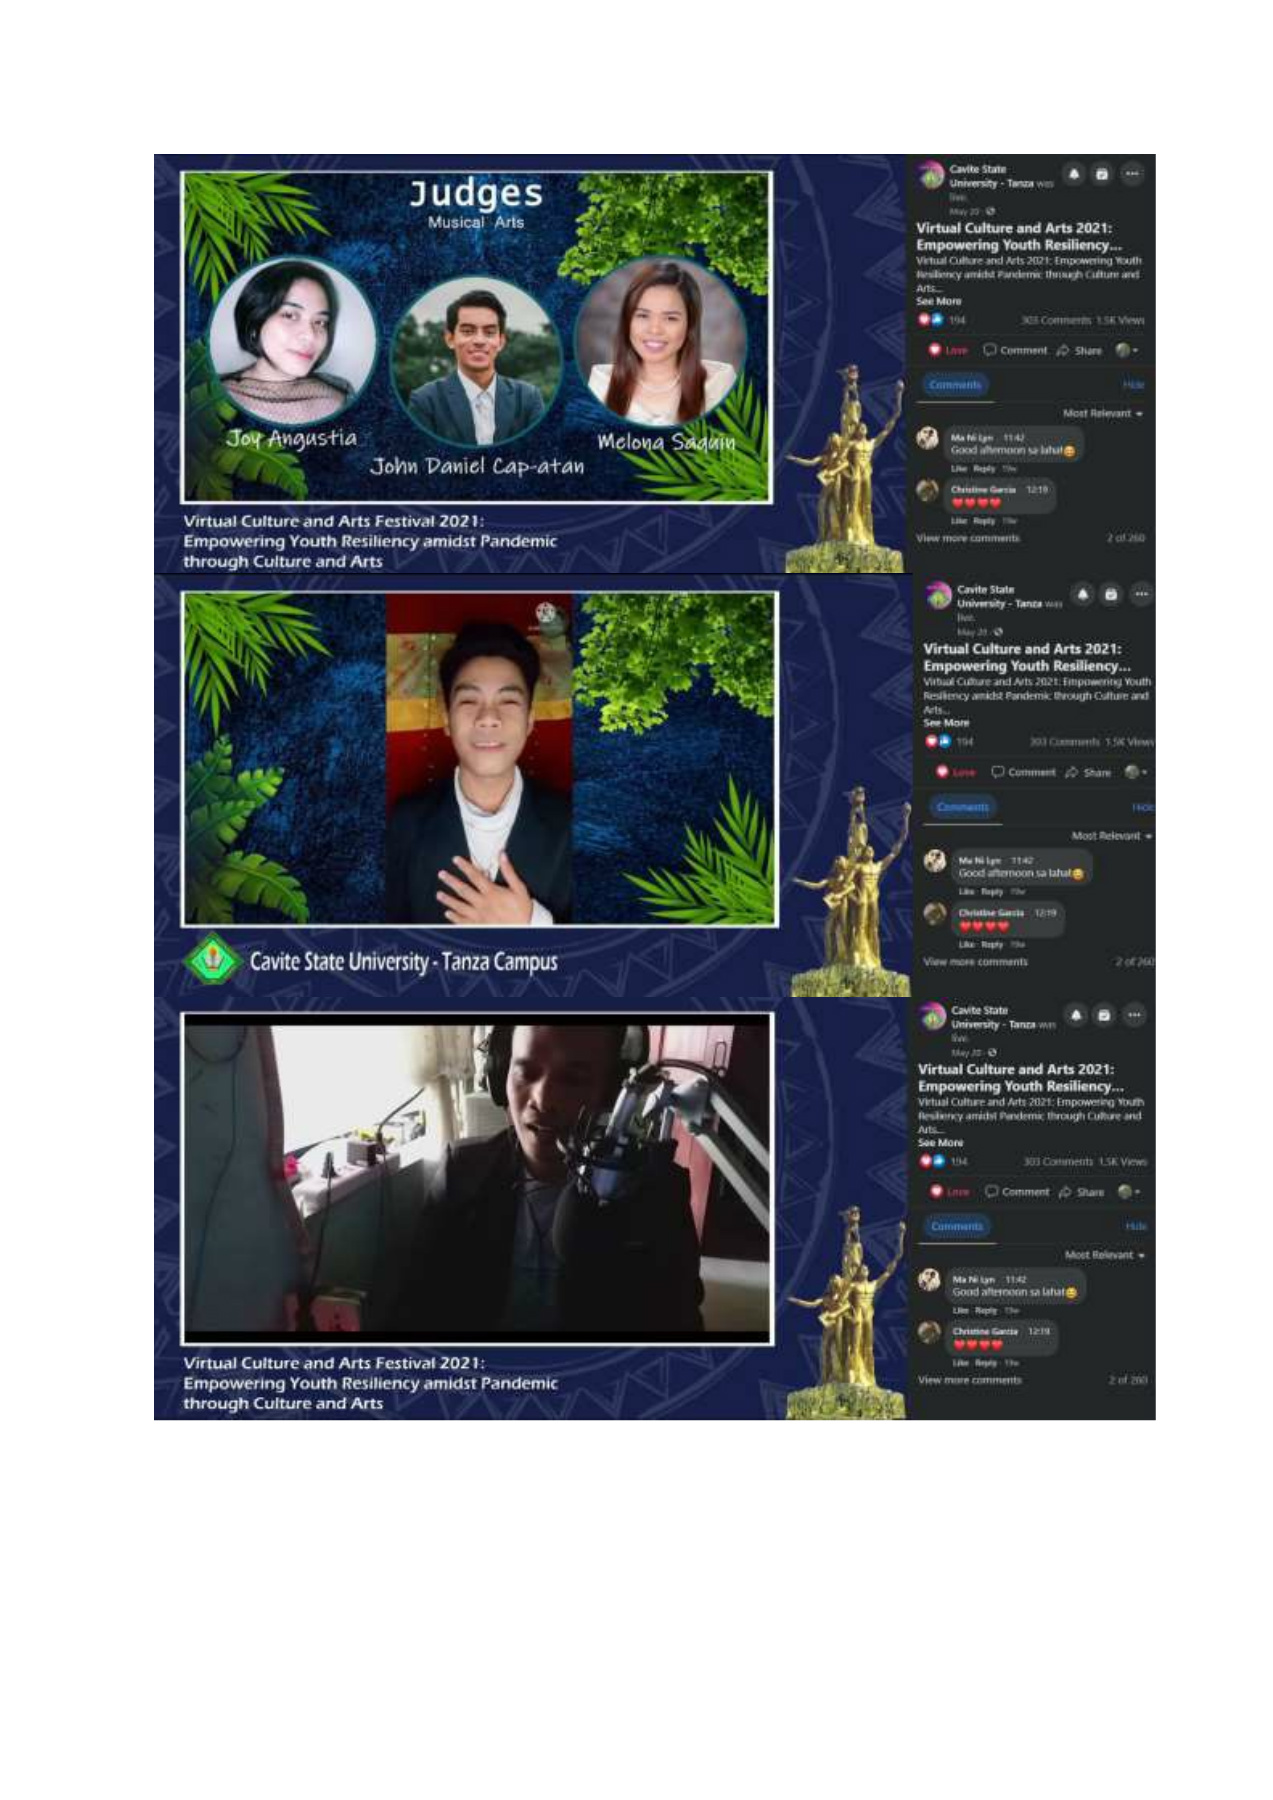 Judges
Musical Arts
Joy Angustia
John Daniel Cap-atan
Melona Saquin
Virtual Culture and Arts Festival 2021:
Empowering Youth Resiliency amidst Pandemic
through Culture and Arts
Cavite State
University - Tanza was
live.
May 20
Virtual Culture and Arts 2021:
Empowering Youth Resiliency...
Virtual Culture and Arts 2021: Empowering Youth
Resiliency amidst Pandemic through Culture and
Arts...
See More
194 303 Comments 1.5K Views
Love Comment Share
Comments Hide
Most Relevant
Ma Ni Lyn 11:42
Good afternoon sa lahat😄
Like Reply 19w
Christine Garcia 12:19
❤❤❤❤
Like Reply 19w
View more comments 2 of 260
Cavite State University - Tanza Campus
Cavite State
University - Tanza was
live.
May 20
Virtual Culture and Arts 2021:
Empowering Youth Resiliency...
Virtual Culture and Arts 2021: Empowering Youth
Resiliency amidst Pandemic through Culture and
Arts...
See More
194 303 Comments 1.5K Views
Love Comment Share
Comments Hide
Most Relevant
Ma Ni Lyn 11:42
Good afternoon sa lahat😄
Like Reply 19w
Christine Garcia 12:19
❤❤❤❤
Like Reply 19w
View more comments 2 of 260
Virtual Culture and Arts Festival 2021:
Empowering Youth Resiliency amidst Pandemic
through Culture and Arts
Cavite State
University - Tanza was
live.
May 20
Virtual Culture and Arts 2021:
Empowering Youth Resiliency...
Virtual Culture and Arts 2021: Empowering Youth
Resiliency amidst Pandemic through Culture and
Arts...
See More
194 303 Comments 1.5K Views
Love Comment Share
Comments Hide
Most Relevant
Ma Ni Lyn 11:42
Good afternoon sa lahat😄
Like Reply 19w
Christine Garcia 12:19
❤❤❤❤
Like Reply 19w
View more comments 2 of 260